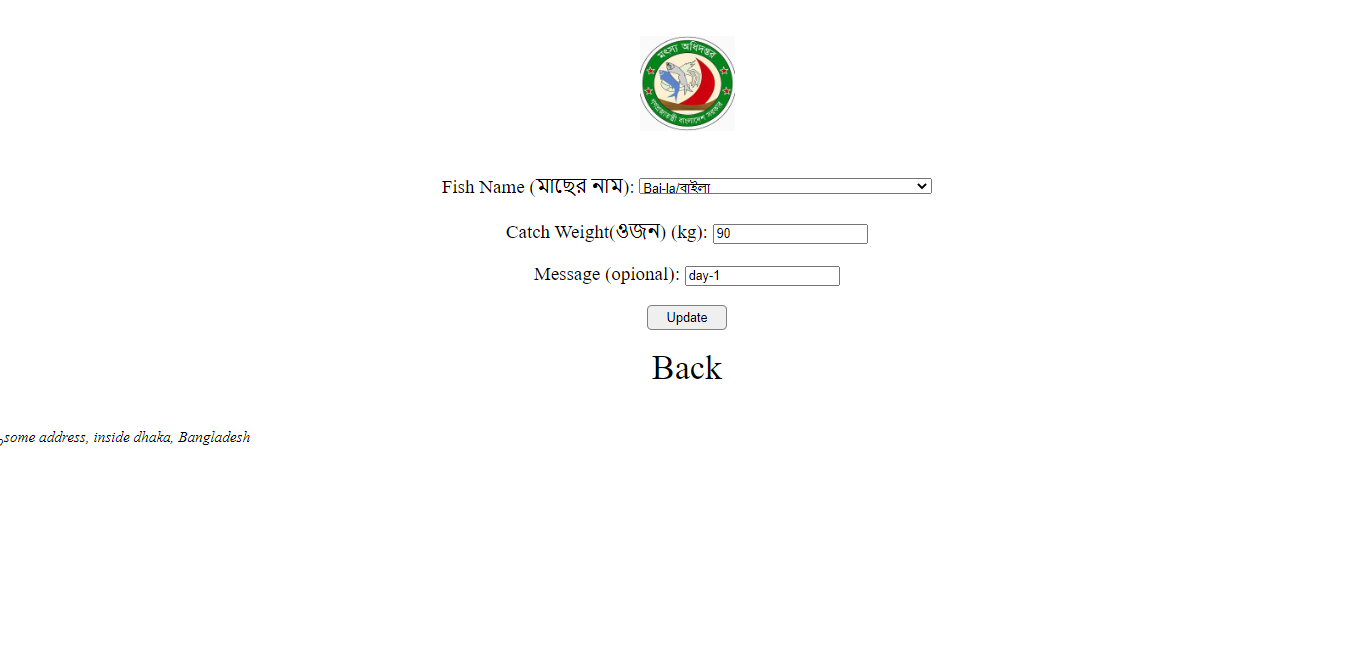 মৎস্য অধিদপ্তর
গণপ্রজাতন্ত্রী বাংলাদেশ সরকার
Fish Name (মাছের নাম): Bai-la/বাইলা
Catch Weight(ওজন) (kg): 90
Message (opional): day-1
Update
Back
some address, inside dhaka, Bangladesh